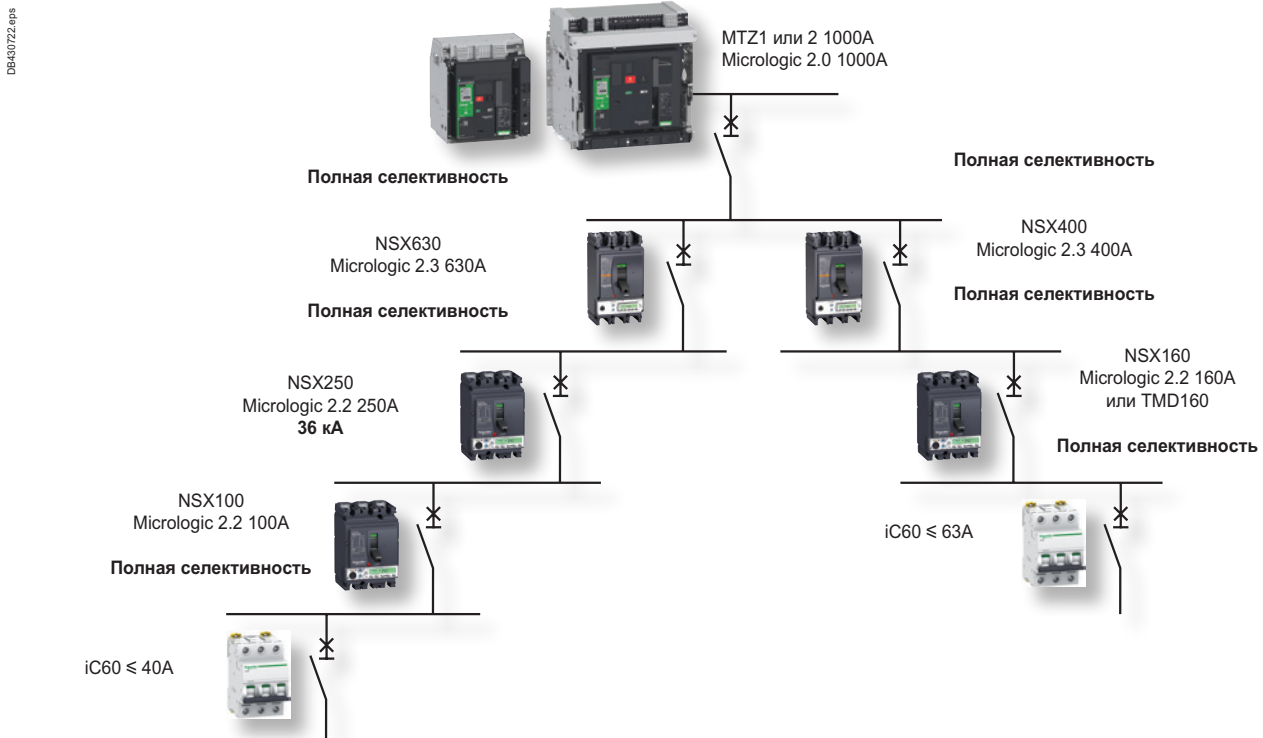 DB430722.eps
MTZ1 или 2 1000A
Micrologic 2.0 1000A
Полная селективность
Полная селективность
NSX630
Micrologic 2.3 630A
NSX400
Micrologic 2.3 400A
Полная селективность
Полная селективность
NSX250
Micrologic 2.2 250A
36 кА
NSX160
Micrologic 2.2 160A
или TMD160
Полная селективность
NSX100
Micrologic 2.2 100A
Полная селективность
iC60 ⩽ 63A
iC60 ⩽ 40A